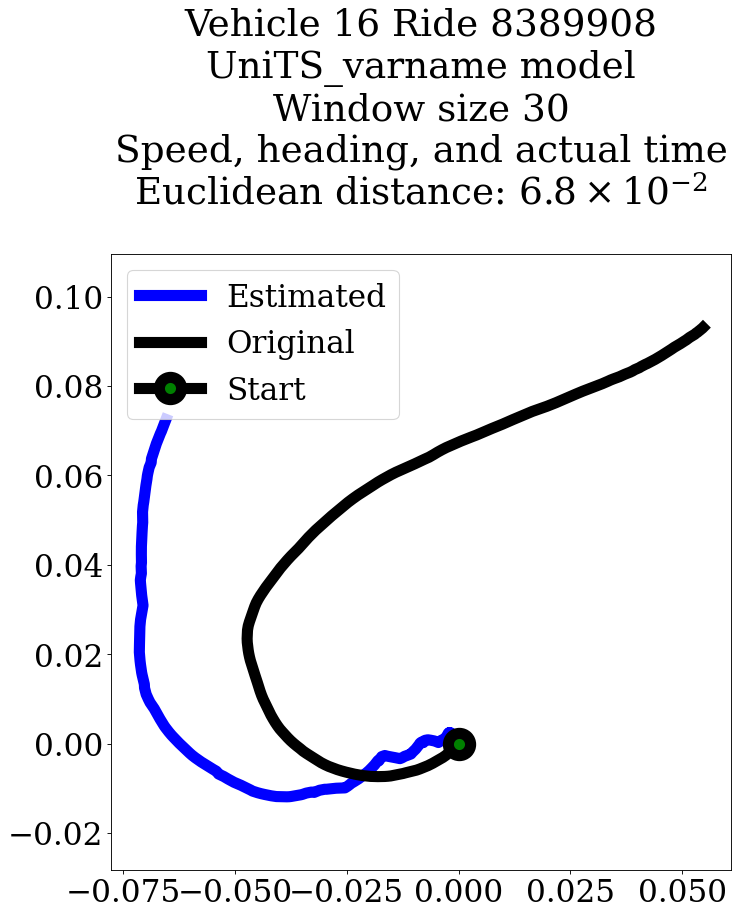 Vehicle 16 Ride 8389908
UniTS_varname model
Window size 30
Speed, heading, and actual time
Euclidean distance: 6.8 × 10⁻²
Estimated
Original
Start
0.10
0.08
0.06
0.04
0.02
0.00
−0.02
−0.075 −0.050 −0.025 0.000 0.025 0.050